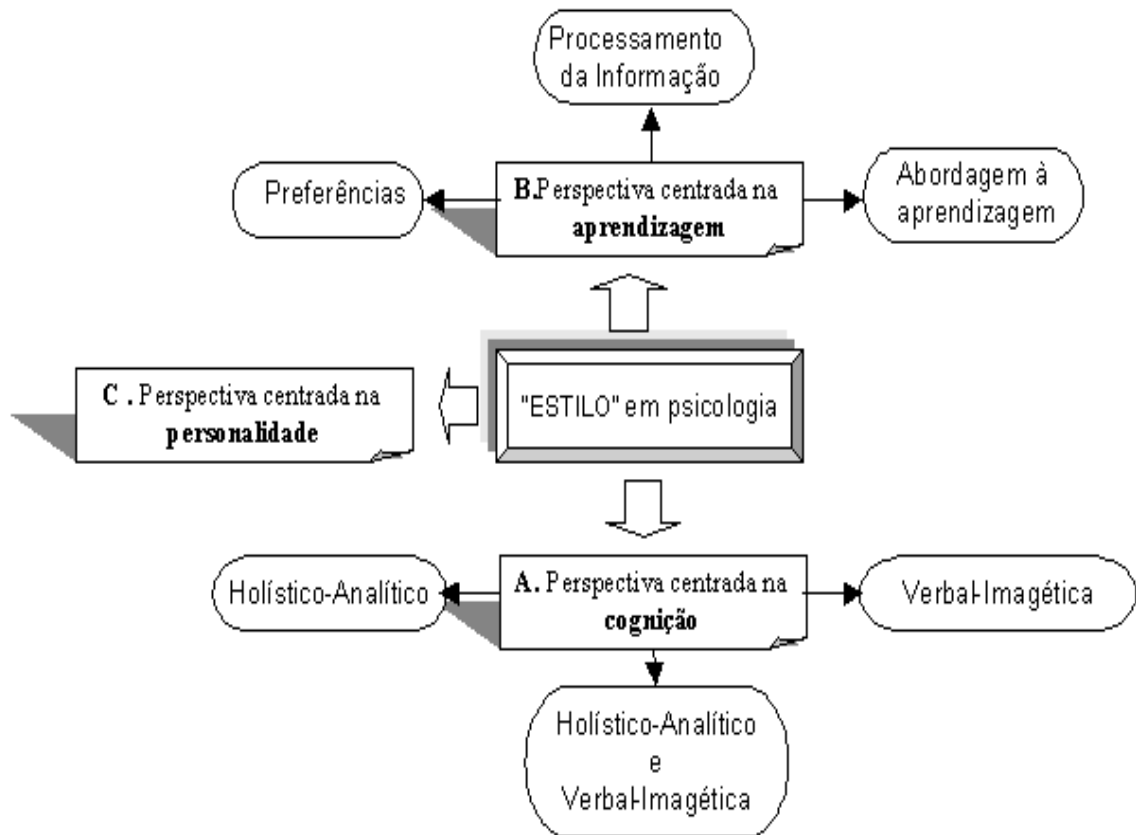 Processamento
da Informação
Preferências
B.Perspectiva centrada na
aprendizagem
Abordagem à
aprendizagem
C . Perspectiva centrada na
personalidade
"ESTILO" em psicologia
Holístico-Analítico
A. Perspectiva centrada na
cognição
Verbal-Imagética
Holístico-Analítico
e
Verbal-Imagética